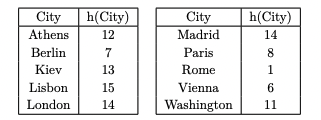 City h(City) City h(City)
Athens 12 Madrid 14
Berlin 7 Paris 8
Kiev 13 Rome 1
Lisbon 15 Vienna 6
London 14 Washington 11